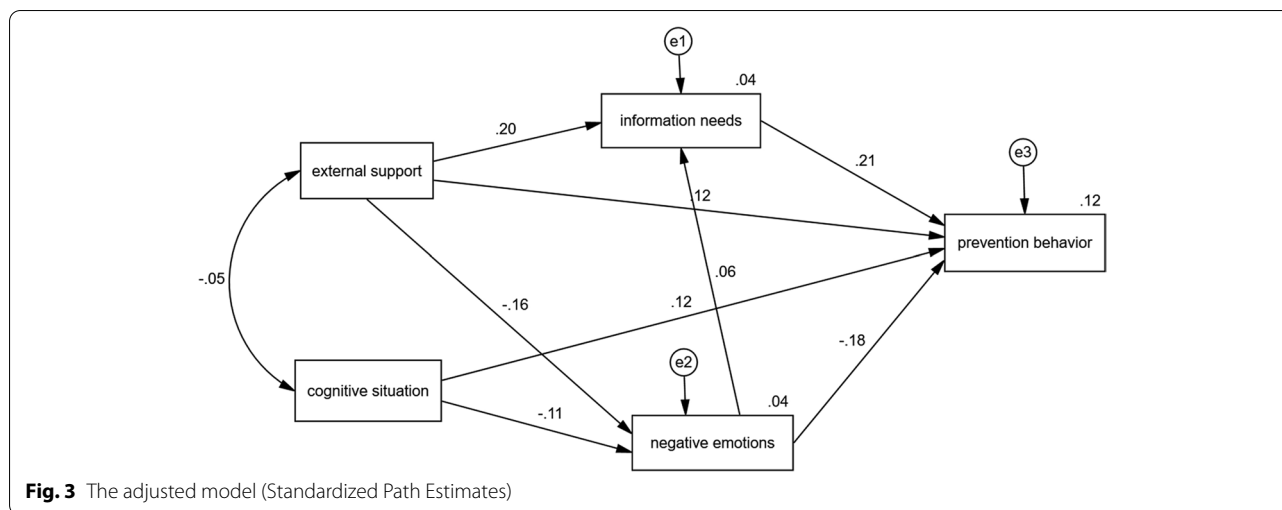 e1
.04
information needs
.20
external support
.21
e3
.12
.12
prevention behavior
-.05
.06
.12
-.16
-.18
e2
cognitive situation
-.11
.04
negative emotions
Fig. 3 The adjusted model (Standardized Path Estimates)